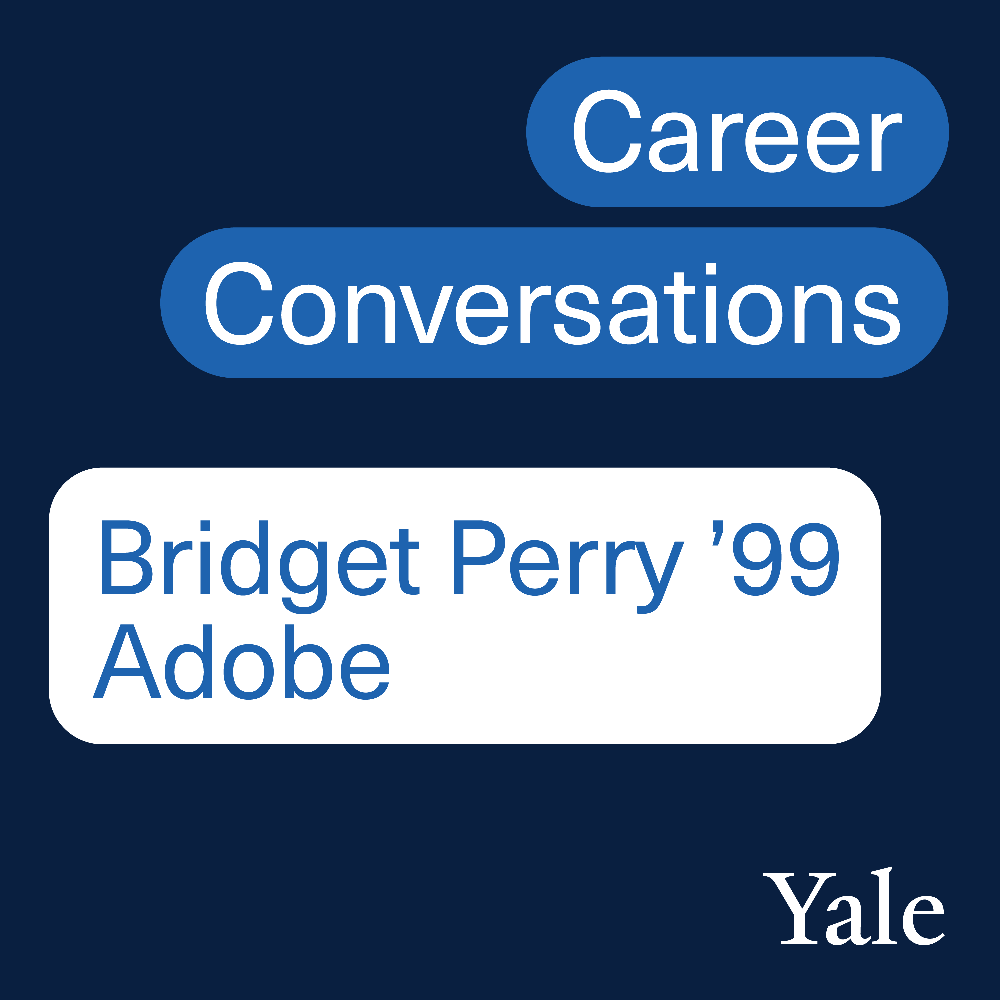 Career
Conversations
Bridget Perry ’99
Adobe
Yale